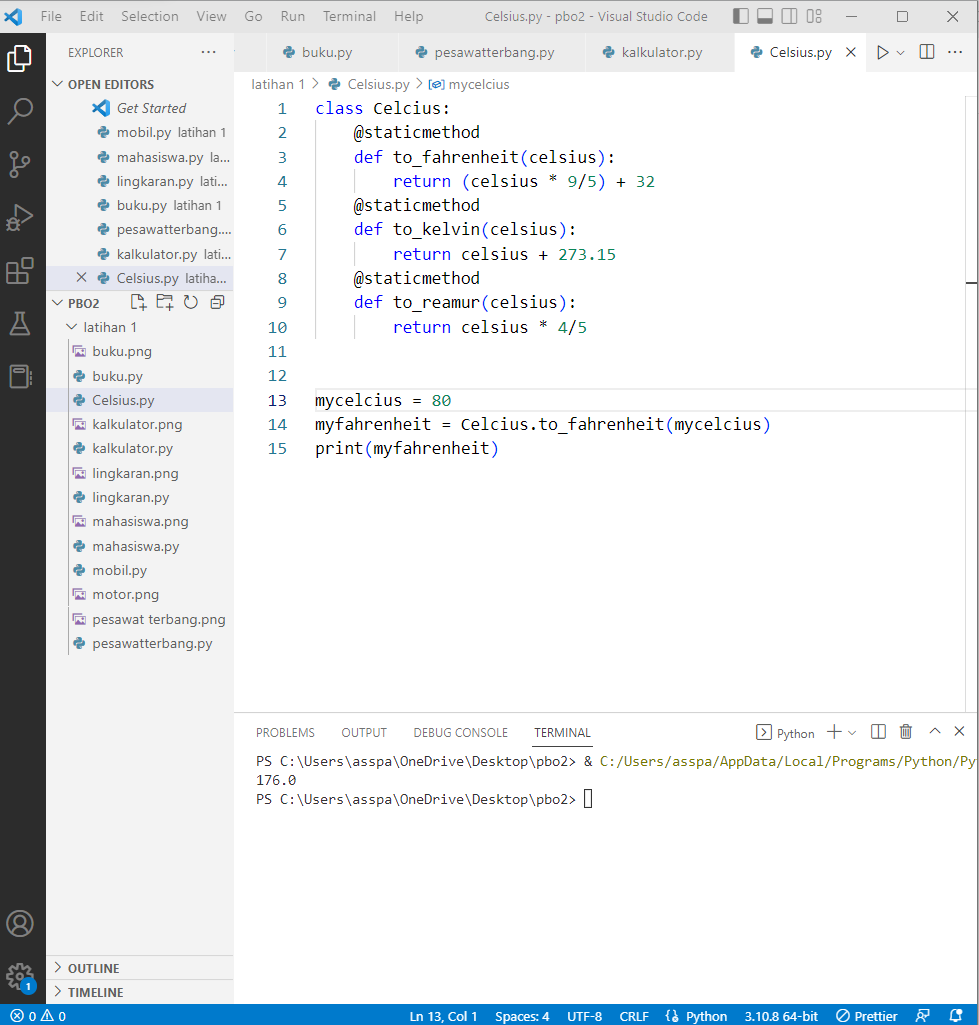 File Edit Selection View Go Run Terminal Help Celsius.py - pbo2 - Visual Studio Code
EXPLORER ···
buku.py pesawatterbang.py kalkulator.py Celsius.py
OPEN EDITORS
Get Started
mobil.py latihan 1
mahasiswa.py la...
lingkaran.py lati...
buku.py latihan 1
pesawatterbang....
kalkulator.py lati...
Celsius.py latiha...
PBO2
latihan 1
buku.png
buku.py
Celsius.py
kalkulator.png
kalkulator.py
lingkaran.png
lingkaran.py
mahasiswa.png
mahasiswa.py
mobil.py
motor.png
pesawat terbang.png
pesawatterbang.py
OUTLINE
TIMELINE
latihan 1 > Celsius.py > mycelcius
1 class Celcius:
2     @staticmethod
3     def to_fahrenheit(celsius):
4         return (celsius * 9/5) + 32
5     @staticmethod
6     def to_kelvin(celsius):
7         return celsius + 273.15
8     @staticmethod
9     def to_reamur(celsius):
10         return celsius * 4/5
11
12
13 mycelcius = 80
14 myfahrenheit = Celcius.to_fahrenheit(mycelcius)
15 print(myfahrenheit)
PROBLEMS OUTPUT DEBUG CONSOLE TERMINAL Python
PS C:\Users\asspa\OneDrive\Desktop\pbo2> & C:/Users/asspa/AppData/Local/Programs/Python/Py
176.0
PS C:\Users\asspa\OneDrive\Desktop\pbo2>
1
0 0 Ln 13, Col 1 Spaces: 4 UTF-8 CRLF Python 3.10.8 64-bit Prettier